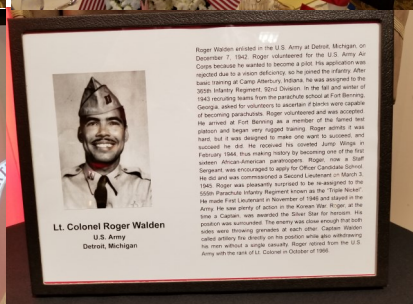 Roger Walden enlisted in the U.S. Army at Detroit, Michigan, on
December 7, 1942. Roger volunteered for the U.S. Army Air
Corps because he wanted to become a pilot. His application was
rejected due to a vision deficiency, so he joined the infantry. After
basic training at Camp Atterbury, Indiana, he was assigned to the
365th Infantry Regiment, 92nd Division. In the fall and winter of
1943 recruiting teams from the parachute school at Fort Benning,
Georgia, asked for volunteers to ascertain if blacks were capable
of becoming parachutists. Roger volunteered and was accepted.
He arrived at Fort Benning as a member of the famed test
platoon and began very rugged training. Roger admits it was
hard, but it was designed to make one want to succeed, and
succeed he did. He received his coveted Jump Wings in
February 1944, thus making history by becoming one of the first
sixteen African-American paratroopers. Roger, now a Staff
Sergeant, was encouraged to apply for Officer Candidate School.
He did and was commissioned a Second Lieutenant on March 3,
1945. Roger was pleasantly surprised to be re-assigned to the
555th Parachute Infantry Regiment known as the "Triple Nickel".
He made First Lieutenant in November of 1946 and stayed in the
Army. He saw plenty of action in the Korean War. Roger, at the
time a Captain, was awarded the Silver Star for heroism. His
position was surrounded. The enemy was close enough that both
sides were throwing grenades at each other. Captain Walden
called artillery fire directly on his position while also withdrawing
his men without a single casualty. Roger retired from the U.S.
Army with the rank of Lt. Colonel in October of
Lt. Colonel Roger Walden
U.S. Army
Detroit, Michigan